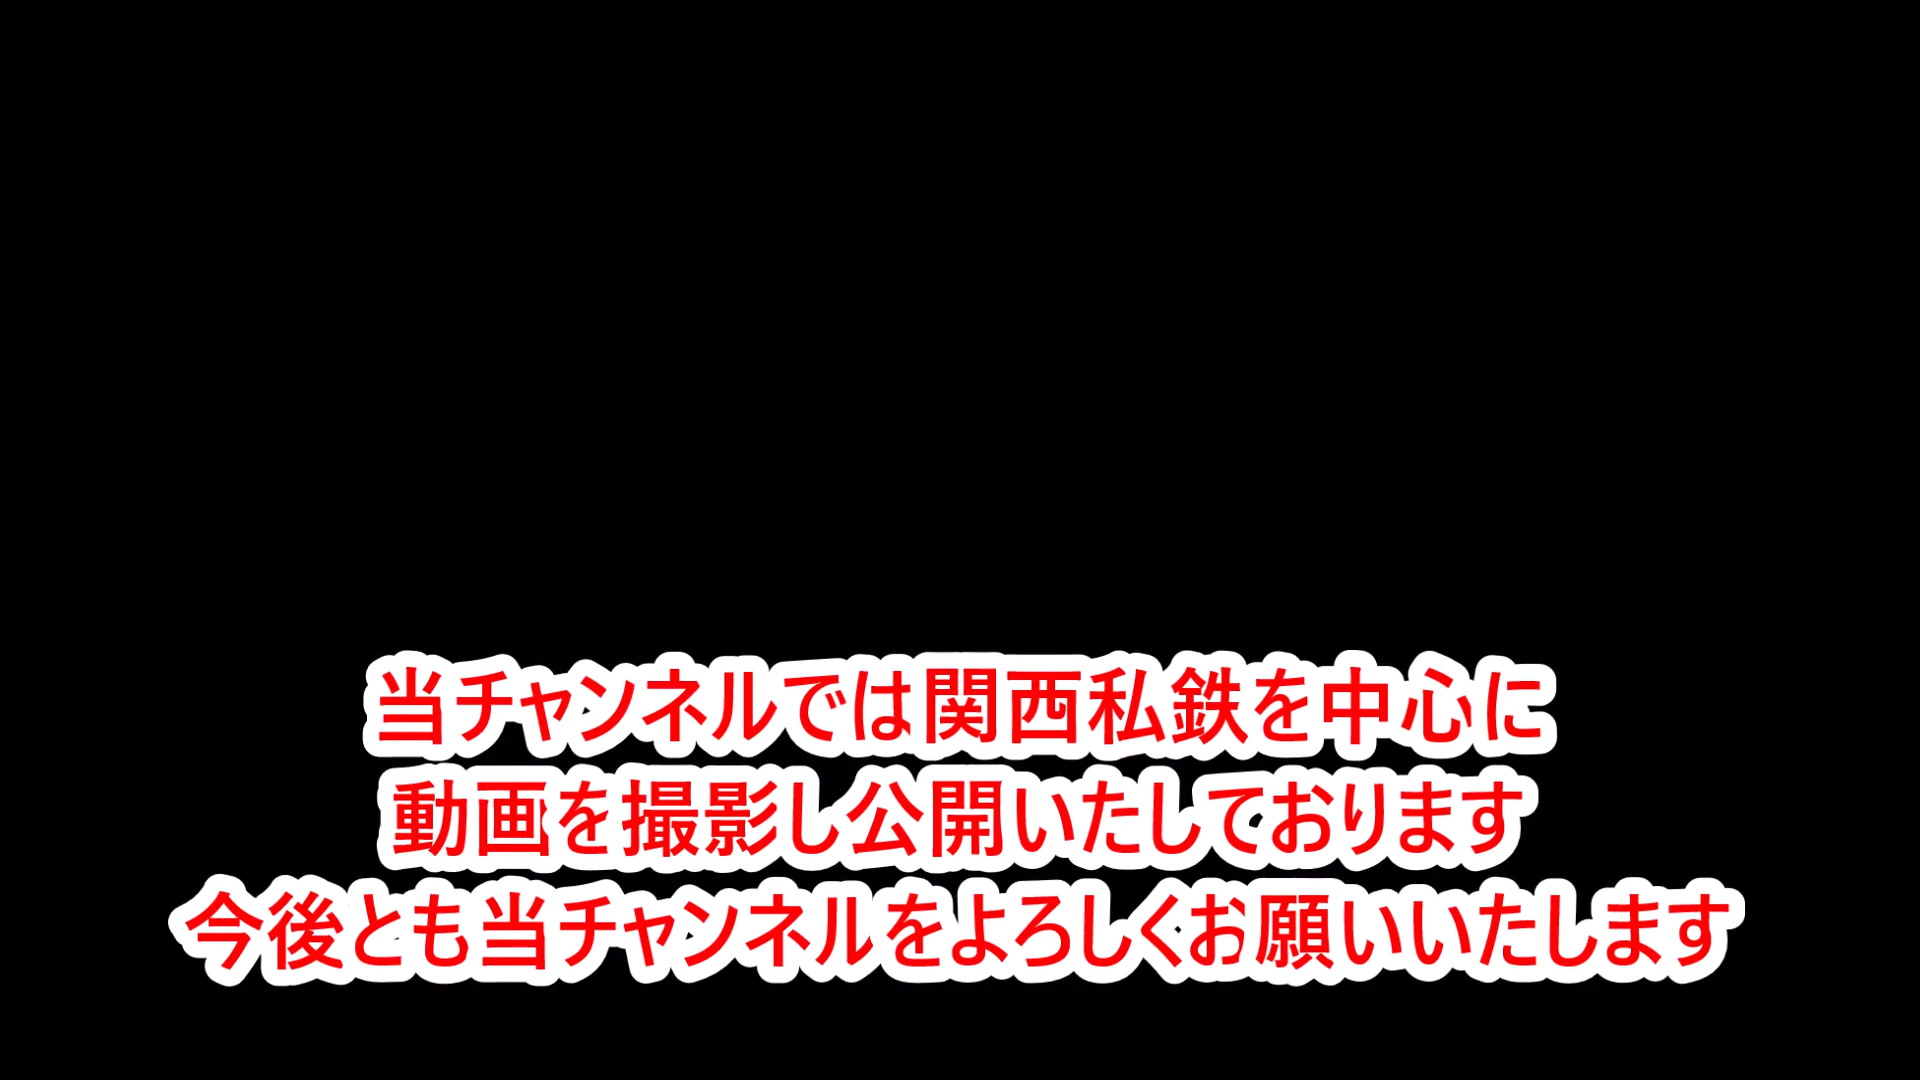 当チャンネルでは関西私鉄を中心に
動画を撮影し公開いたしております
今後とも当チャンネルをよろしくお願いいたします